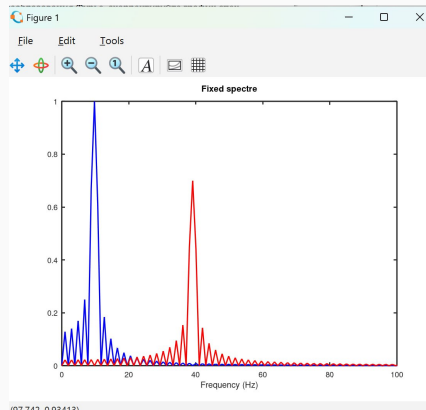 Figure 1
File Edit Tools
A
Fixed spectre
1
0.8
0.6
0.4
0.2
0
0 20 40 60 80 100
Frequency (Hz)
(97.742, 0.03413)